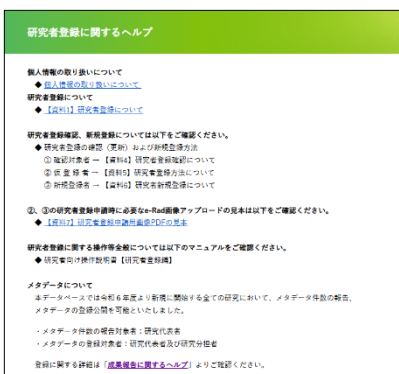 研究者登録に関するヘルプ
個人情報の取り扱いについて
◆ 個人情報の取り扱いについて
研究者登録について
◆ 【資料1】研究者登録について
研究者登録確認、新規登録については以下をご確認ください。
◆ 研究者登録の確認（更新）および新規登録方法
① 確認対象者 ー 【資料4】研究者登録確認について
② 仮 登 録 者 ー 【資料5】研究者登録方法について
③ 新規登録者 ー 【資料6】研究者新規登録について
②、③の研究者登録申請時に必要なe-Rad画像アップロードの見本は以下をご確認ください。
◆ 【資料7】研究者登録申請用画像PDFの見本
研究者登録に関する操作等全般については以下のマニュアルをご確認ください。
◆ 研究者向け操作説明書【研究者登録編】
メタデータについて
本データベースでは令和６年度より新規に開始する全ての研究において、メタデータ件数の報告、
メタデータの登録公開を可能といたしました。
・メタデータ件数の報告対象者：研究代表者
・メタデータの登録対象者：研究代表者及び研究分担者
登録に関する詳細は「成果報告に関するヘルプ」よりご確認ください。